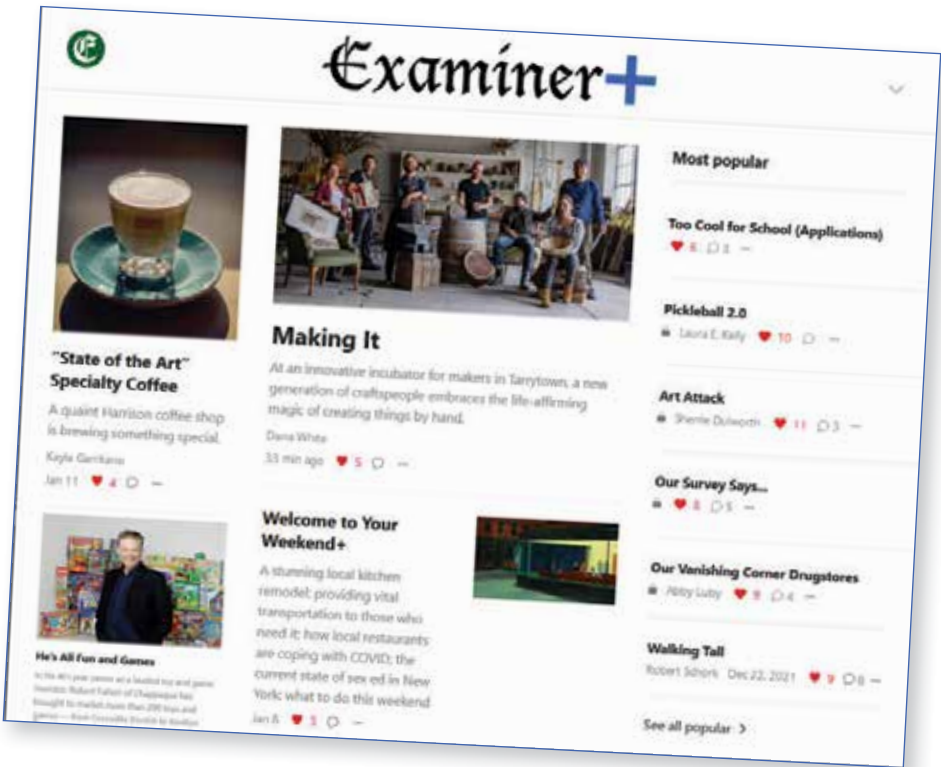 E
Examiner+
"State of the Art"
Specialty Coffee
A quaint Harrison coffee shop
is brewing something special.
Kayla
Jan 11 4
He's All Fun and Games
Making It
At an innovative incubator for makers in Tarrytown, a new
generation of craftspeople embraces the life-affirming
magic of creating things by hand.
Dana White
33 min ago 5
Welcome to Your
Weekend+
A stunning local kitchen
remodel; providing vital
transportation to those who
need it; how local restaurants
are coping with COVID; the
current state of sex ed in New
York; what to do this weekend
Jan 8
Most popular
Too Cool for School (Applications)
6
Pickleball 2.0
Laura E. Kelly 10
Art Attack
Sherrie Dulworth 11 3
Our Survey Says...
8 5
Our Vanishing Corner Drugstores
Abby Luby 9 4
Walking Tall
Robert Schork Dec 22, 2021 9 8
See all popular